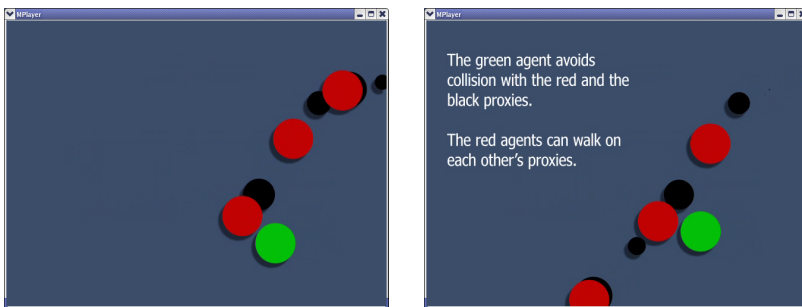 MPlayer
MPlayer
The green agent avoids
collision with the red and the
black proxies.
The red agents can walk on
each other's proxies.